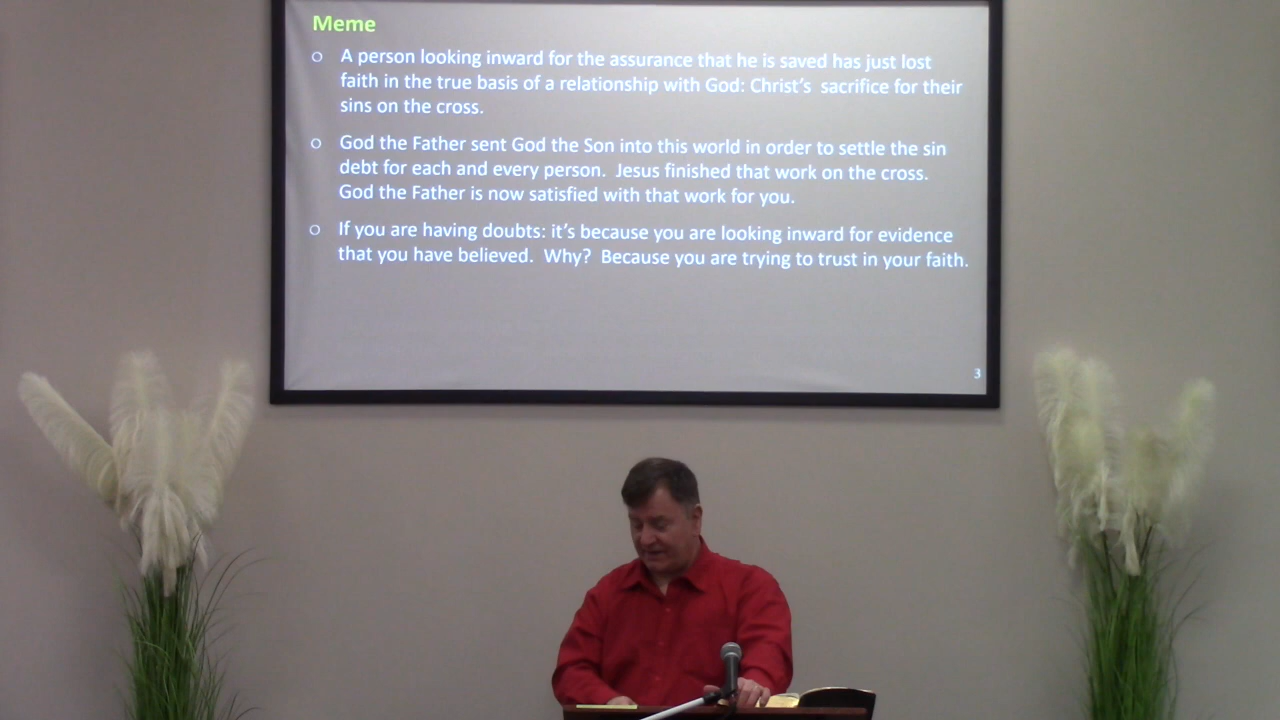 Meme
○ A person looking inward for the assurance that he is saved has just lost
faith in the true basis of a relationship with God: Christ’s sacrifice for their
sins on the cross.
○ God the Father sent God the Son into this world in order to settle the sin
debt for each and every person. Jesus finished that work on the cross.
God the Father is now satisfied with that work for you.
○ If you are having doubts: it’s because you are looking inward for evidence
that you have believed. Why? Because you are trying to trust in your faith.
3